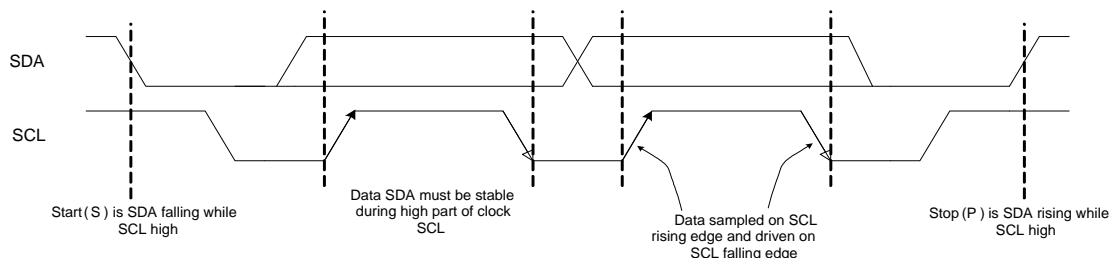 SDA
SCL
Start(S) is SDA falling while
SCL high
Data SDA must be stable
during high part of clock
SCL
Data sampled on SCL
rising edge and driven on
SCL falling edge
Stop(P) is SDA rising while
SCL high